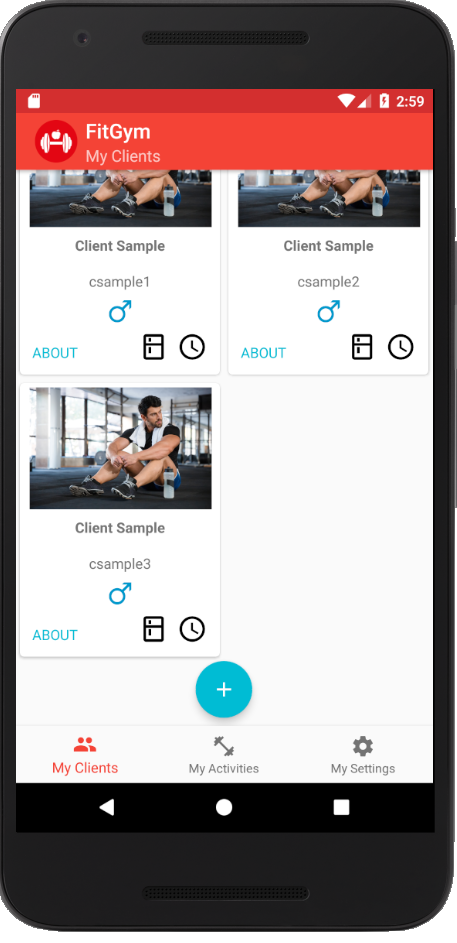 2:59
FitGym
My Clients
Client Sample
Client Sample
csample1
csample2
ABOUT
ABOUT
Client Sample
csample3
ABOUT
My Clients
My Activities
My Settings